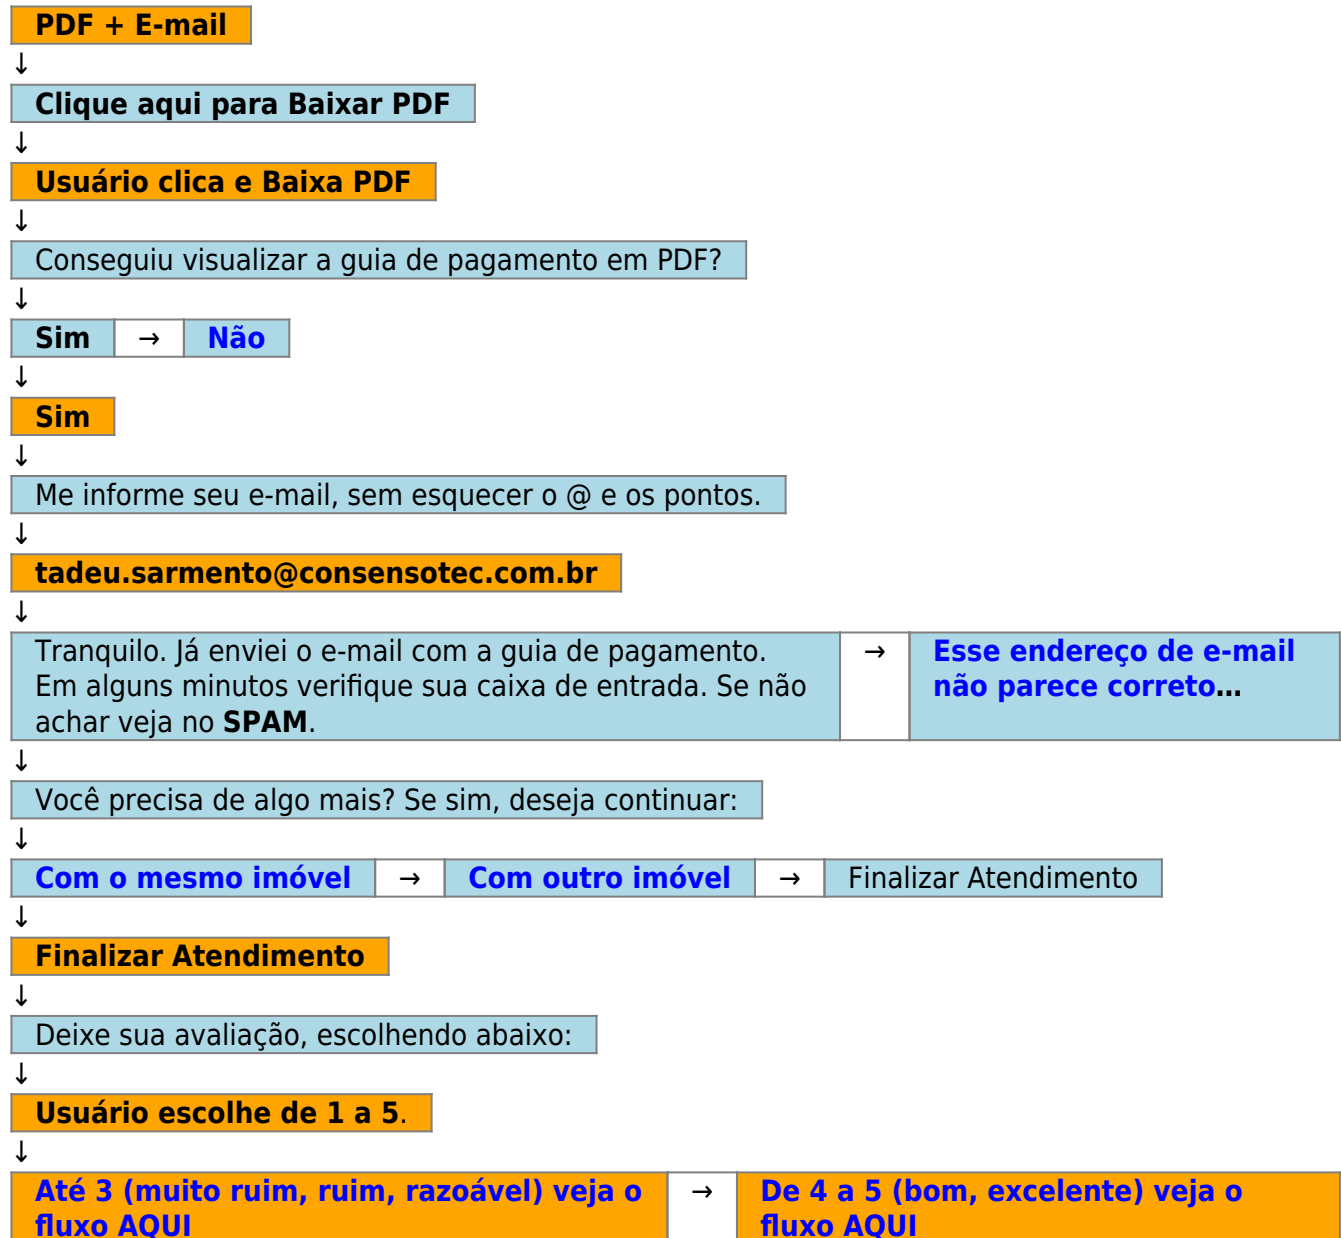 PDF + E-mail
↓
Clique aqui para Baixar PDF
↓
Usuário clica e Baixa PDF
↓
Conseguiu visualizar a guia de pagamento em PDF?
↓
Sim → Não
↓
Sim
↓
Me informe seu e-mail, sem esquecer o @ e os pontos.
↓
tadeu.sarmento@consensotec.com.br
↓
Tranquilo. Já enviei o e-mail com a guia de pagamento.
Em alguns minutos verifique sua caixa de entrada. Se não
achar veja no SPAM.
→
Esse endereço de e-mail
não parece correto...
↓
Você precisa de algo mais? Se sim, deseja continuar:
↓
Com o mesmo imóvel → Com outro imóvel → Finalizar Atendimento
↓
Finalizar Atendimento
↓
Deixe sua avaliação, escolhendo abaixo:
↓
Usuário escolhe de 1 a 5.
↓
Até 3 (muito ruim, ruim, razoável) veja o
fluxo AQUI
→
De 4 a 5 (bom, excelente) veja o
fluxo AQUI